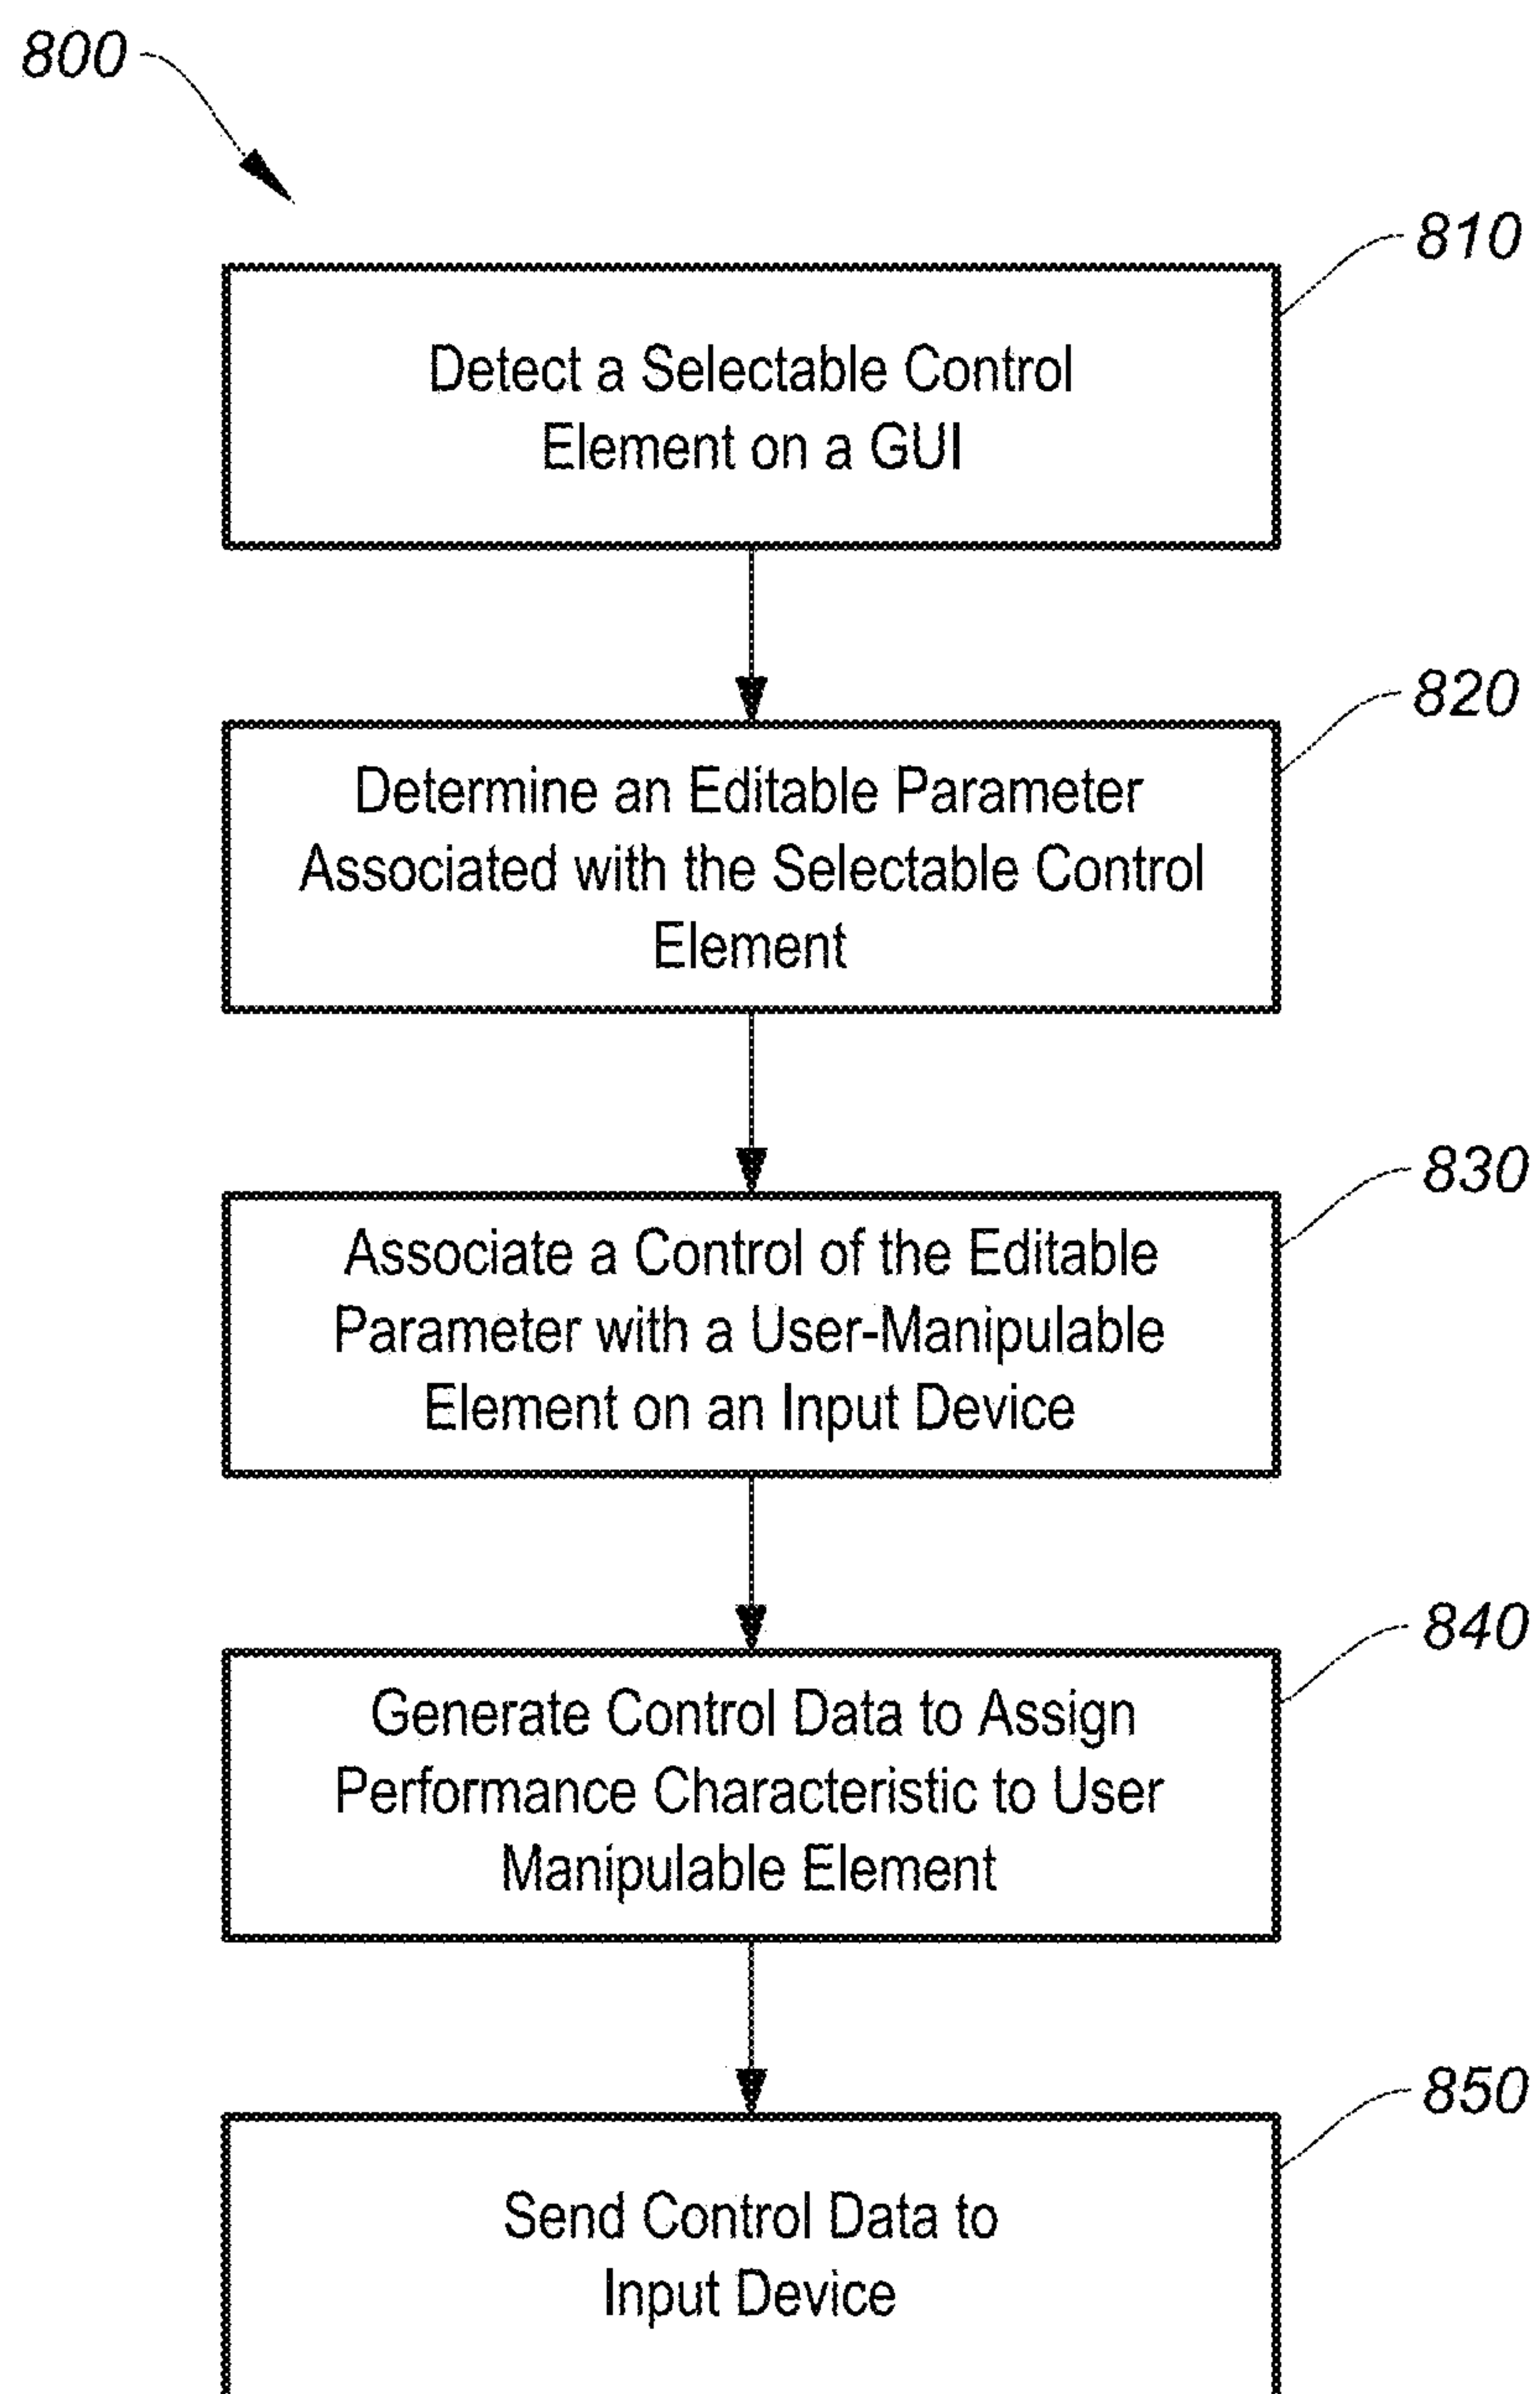 800
810
Detect a Selectable Control
Element on a GUI
820
Determine an Editable Parameter
Associated with the Selectable Control
Element
830
Associate a Control of the Editable
Parameter with a User-Manipulable
Element on an Input Device
840
Generate Control Data to Assign
Performance Characteristic to User
Manipulable Element
850
Send Control Data to
Input Device